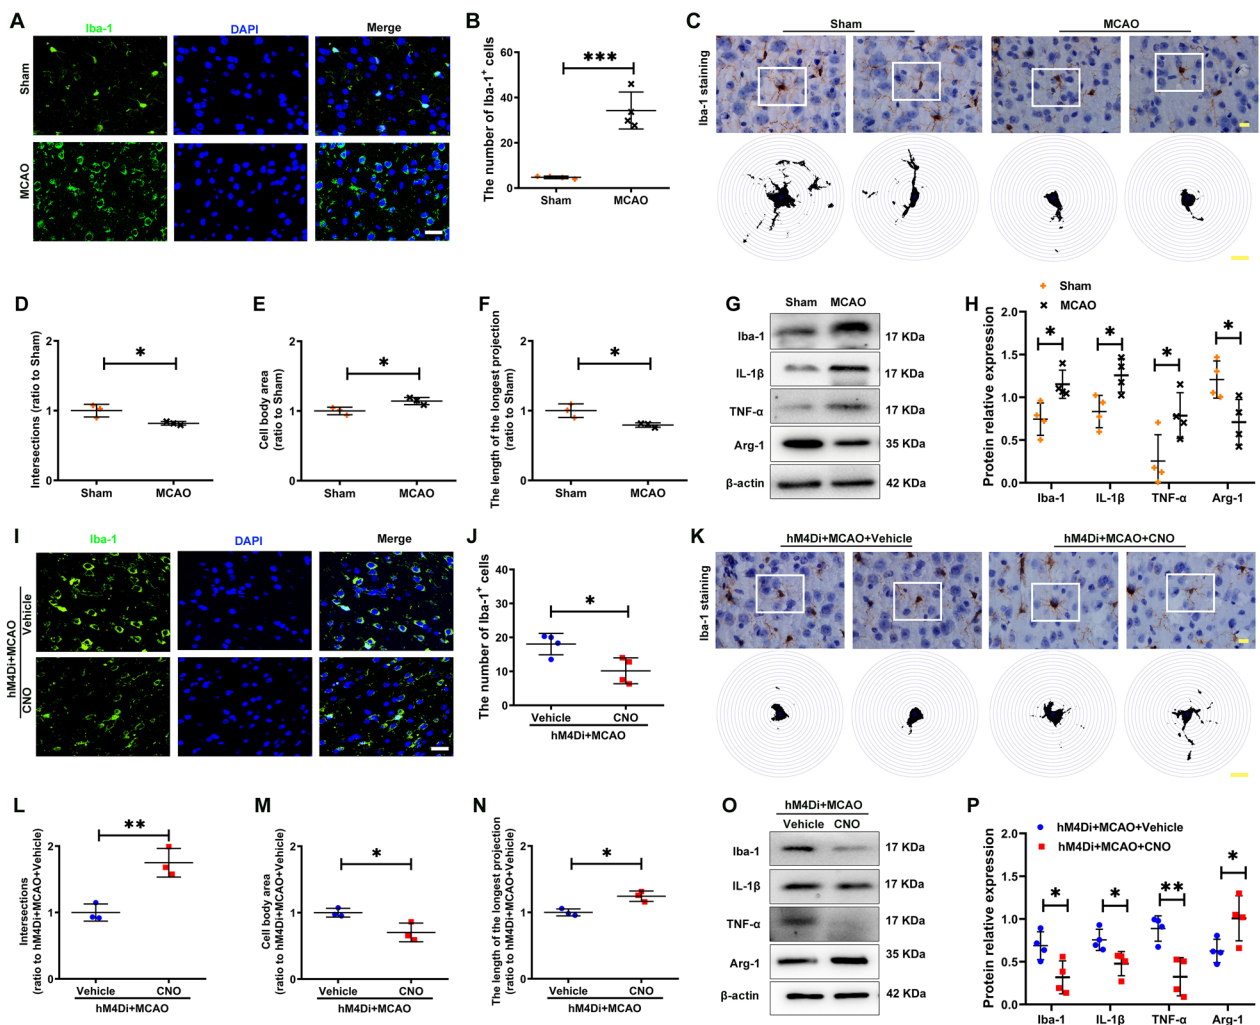 A
Iba-1
DAPI
Merge
Sham
MCAO
B
The number of Iba-1+ cells
60
40
20
0
***
Sham
MCAO
C
Sham
MCAO
Iba-1 staining
D
Intersections (ratio to Sham)
2
1
0
*
Sham
MCAO
E
Cell body area
(ratio to Sham)
2
1
0
*
Sham
MCAO
F
The length of the longest projection
(ratio to Sham)
2
1
0
*
Sham
MCAO
G
Sham
MCAO
Iba-1
17 KDa
IL-1β
17 KDa
TNF-α
17 KDa
Arg-1
35 KDa
β-actin
42 KDa
H
Sham
MCAO
Protein relative expression
2.0
1.5
1.0
0.5
0.0
*
*
*
*
Iba-1
IL-1β
TNF-α
Arg-1
I
Iba-1
DAPI
Merge
hM4Di+MCAO
Vehicle
CNO
J
The number of Iba-1+ cells
40
30
20
10
0
*
Vehicle
CNO
hM4Di+MCAO
K
hM4Di+MCAO+Vehicle
hM4Di+MCAO+CNO
Iba-1 staining
L
Intersections
(ratio to hM4Di+MCAO+Vehicle)
2
1
0
**
Vehicle
CNO
hM4Di+MCAO
M
Cell body area
(ratio to hM4Di+MCAO+Vehicle)
2
1
0
*
Vehicle
CNO
hM4Di+MCAO
N
The length of the longest projection
(ratio to hM4Di+MCAO+Vehicle)
2
1
0
*
Vehicle
CNO
hM4Di+MCAO
O
hM4Di+MCAO
Vehicle
CNO
Iba-1
17 KDa
IL-1β
17 KDa
TNF-α
17 KDa
Arg-1
35 KDa
β-actin
42 KDa
P
hM4Di+MCAO+Vehicle
hM4Di+MCAO+CNO
Protein relative expression
2.0
1.5
1.0
0.5
0.0
*
*
**
*
Iba-1
IL-1β
TNF-α
Arg-1